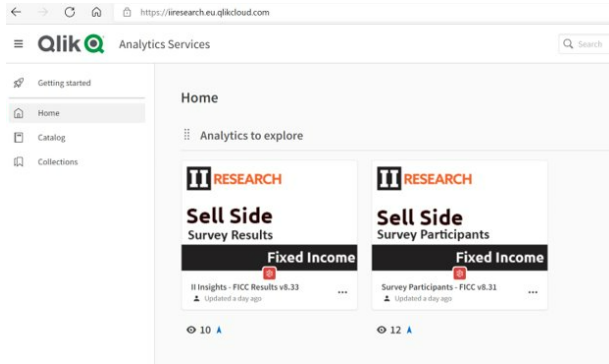 https://iiresearch.eu.qlikcloud.com
Qlik Analytics Services
Search
Getting started
Home
Catalog
Collections
Home
Analytics to explore
II RESEARCH
Sell Side
Survey Results
Fixed Income
II Insights - FICC Results v8.33
Updated a day ago
10
II RESEARCH
Sell Side
Survey Participants
Fixed Income
Survey Participants - FICC v8.31
Updated a day ago
12